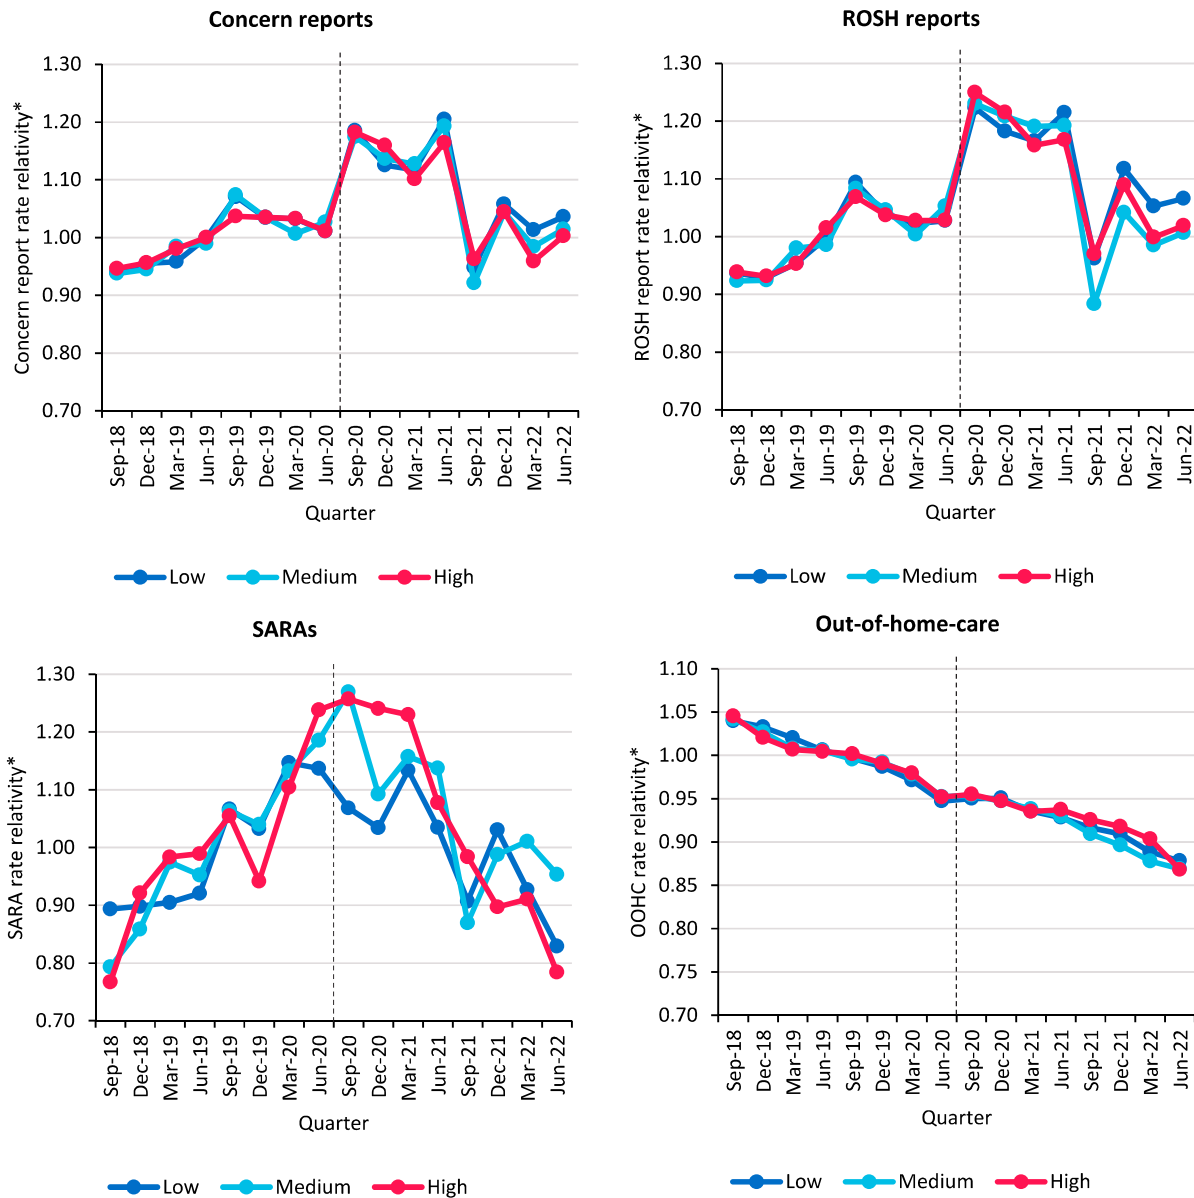 Concern reports
Concern report rate relativity*
1.30
1.20
1.10
1.00
0.90
0.80
0.70
Sep-18
Dec-18
Mar-19
Jun-19
Sep-19
Dec-19
Mar-20
Jun-20
Sep-20
Dec-20
Mar-21
Jun-21
Sep-21
Dec-21
Mar-22
Jun-22
Quarter
Low Medium High
ROSH reports
ROSH report rate relativity*
1.30
1.20
1.10
1.00
0.90
0.80
0.70
Sep-18
Dec-18
Mar-19
Jun-19
Sep-19
Dec-19
Mar-20
Jun-20
Sep-20
Dec-20
Mar-21
Jun-21
Sep-21
Dec-21
Mar-22
Jun-22
Quarter
Low Medium High
SARAs
SARA rate relativity*
1.30
1.20
1.10
1.00
0.90
0.80
0.70
Sep-18
Dec-18
Mar-19
Jun-19
Sep-19
Dec-19
Mar-20
Jun-20
Sep-20
Dec-20
Mar-21
Jun-21
Sep-21
Dec-21
Mar-22
Jun-22
Quarter
Low Medium High
Out-of-home-care
OOHC rate relativity*
1.10
1.05
1.00
0.95
0.90
0.85
0.80
0.75
0.70
Sep-18
Dec-18
Mar-19
Jun-19
Sep-19
Dec-19
Mar-20
Jun-20
Sep-20
Dec-20
Mar-21
Jun-21
Sep-21
Dec-21
Mar-22
Jun-22
Quarter
Low Medium High